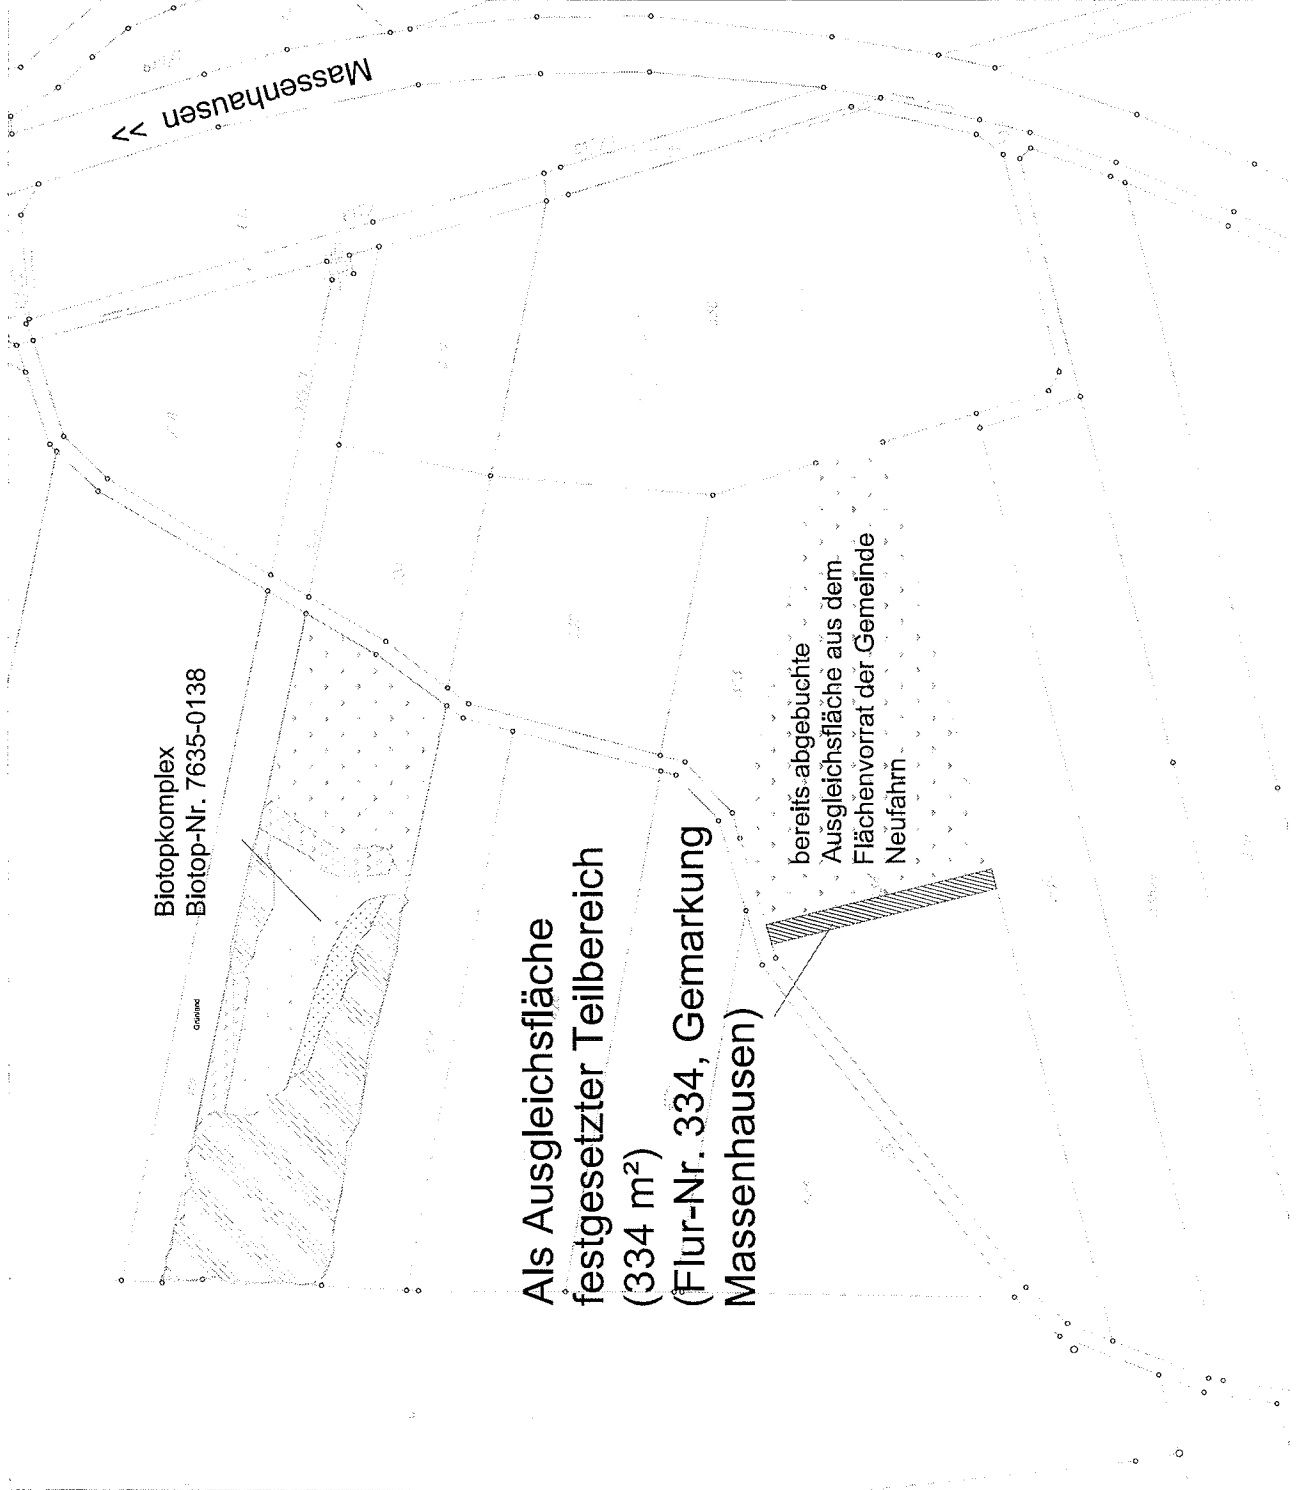 Massenhausen >>
Biotopkomplex
Biotop-Nr. 7635-0138
Grünland
Als Ausgleichsfläche
festgesetzter Teilbereich
(334 m²)
(Flur-Nr. 334, Gemarkung
Massenhausen)
bereits abgebuchte
Ausgleichsfläche aus dem
Flächenvorrat der Gemeinde
Neufahrn